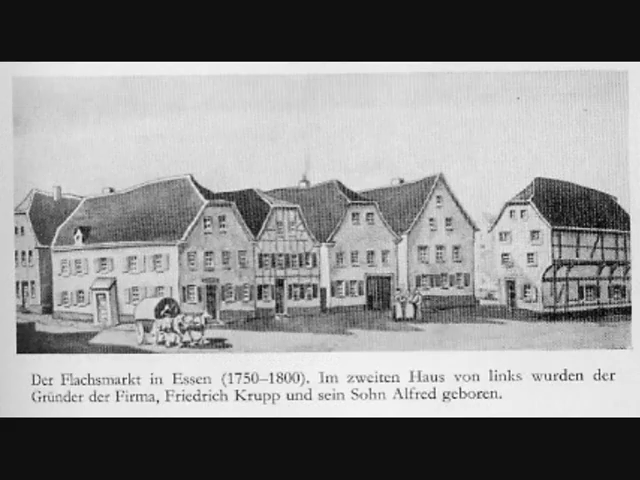 Der Flachsmarkt in Essen (1750–1800). Im zweiten Haus von links wurden der
Gründer der Firma, Friedrich Krupp und sein Sohn Alfred geboren.